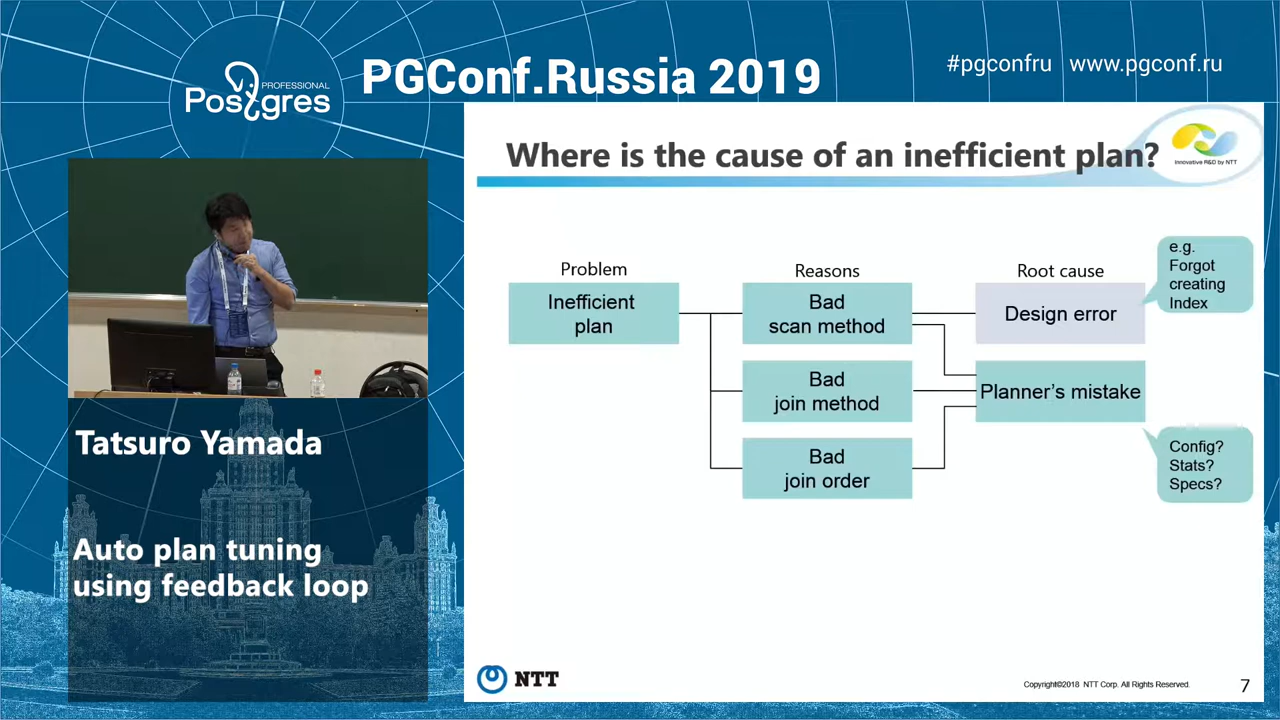 PROFESSIONAL
Postgres
PGConf.Russia 2019
#pgconfru www.pgconf.ru
Where is the cause of an inefficient plan?
Innovative R&D by NTT
Problem
Reasons
Root cause
Inefficient
plan
Bad
scan method
Design error
e.g.
Forgot
creating
Index
Bad
join method
Planner's mistake
Bad
join order
Config?
Stats?
Specs?
Tatsuro Yamada
Auto plan tuning
using feedback loop
NTT
Copyright©2018 NTT Corp. All Rights Reserved.
7